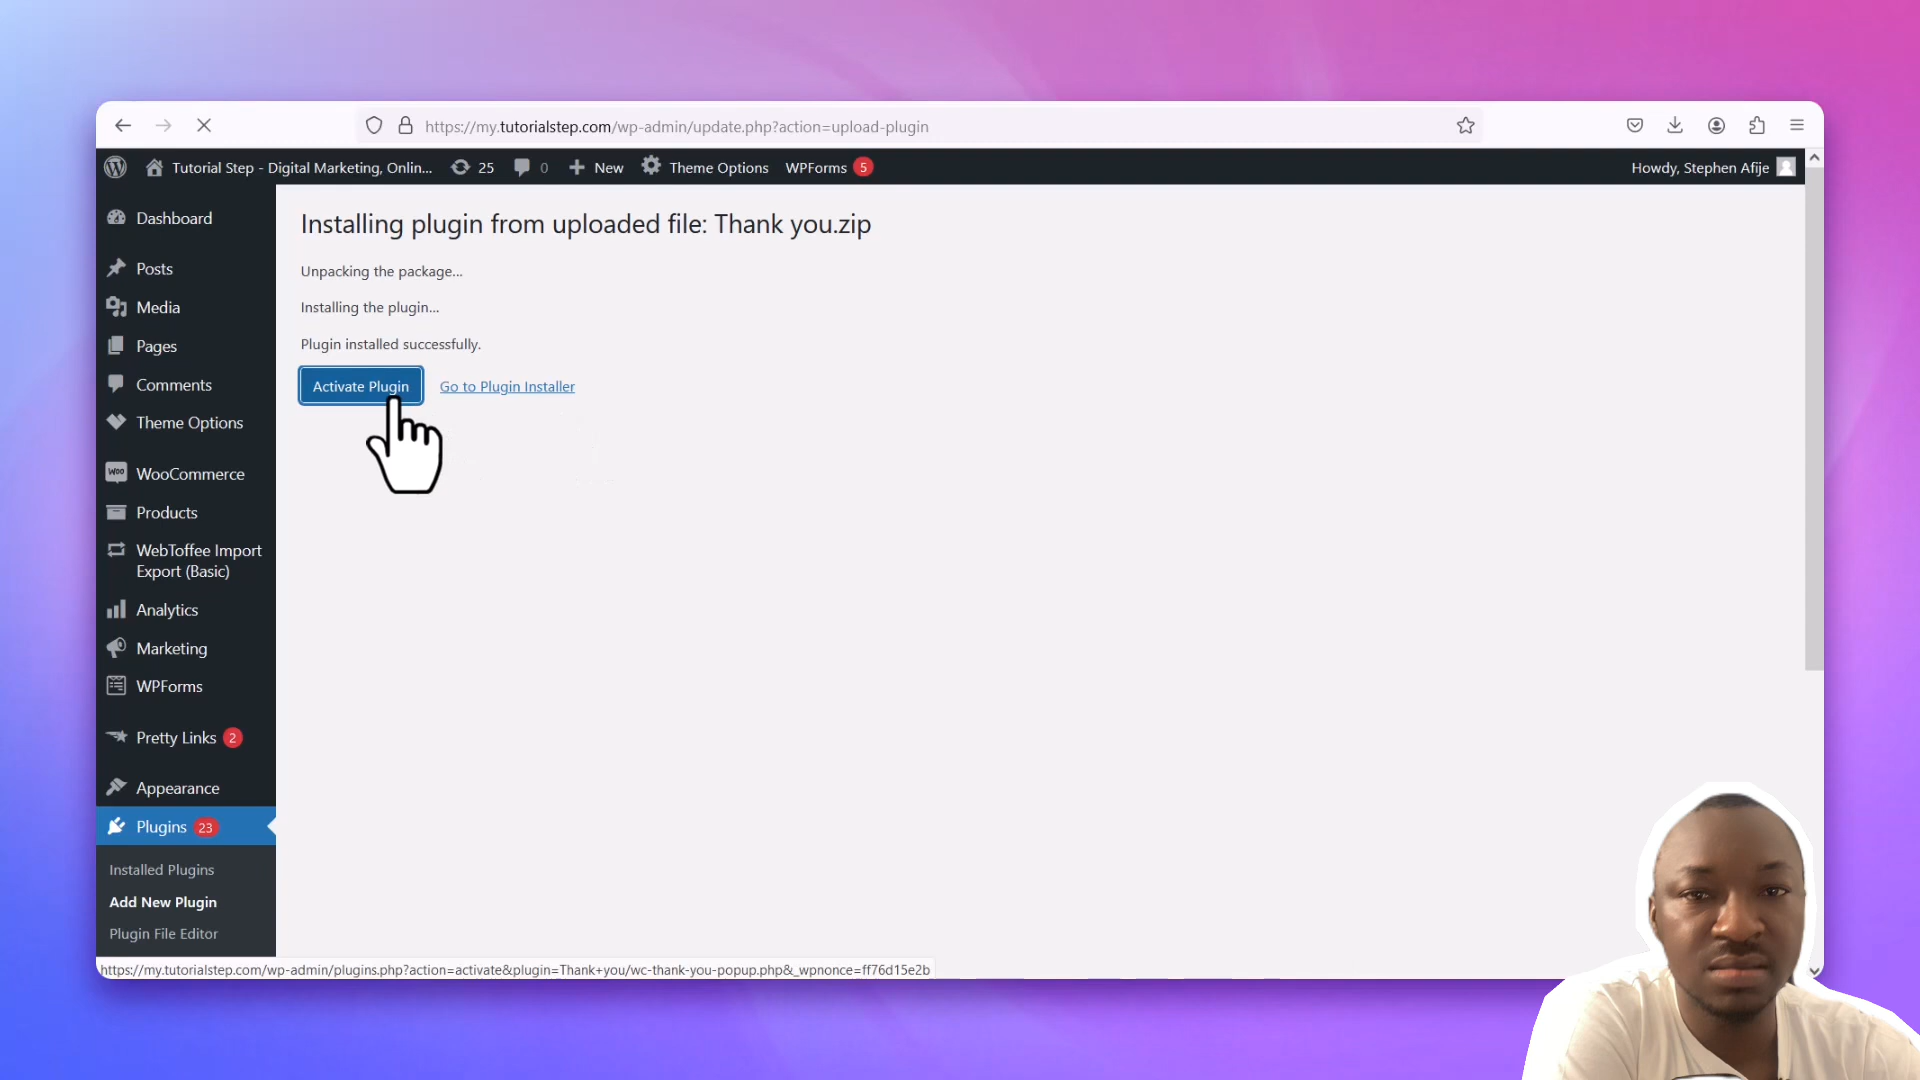 https://my.tutorialstep.com/wp-admin/update.php?action=upload-plugin
Tutorial Step - Digital Marketing, Onlin...
25
0
New
Theme Options
WPForms
5
Howdy, Stephen Afije
Dashboard
Posts
Media
Pages
Comments
Theme Options
WooCommerce
Products
WebToffee Import
Export (Basic)
Analytics
Marketing
WPForms
Pretty Links 2
Appearance
Plugins 23
Installed Plugins
Add New Plugin
Plugin File Editor
Installing plugin from uploaded file: Thank you.zip
Unpacking the package...
Installing the plugin...
Plugin installed successfully.
Activate Plugin
Go to Plugin Installer
https://my.tutorialstep.com/wp-admin/plugins.php?action=activate&plugin=Thank+you/wc-thank-you-popup.php&_wpnonce=ff76d15e2b